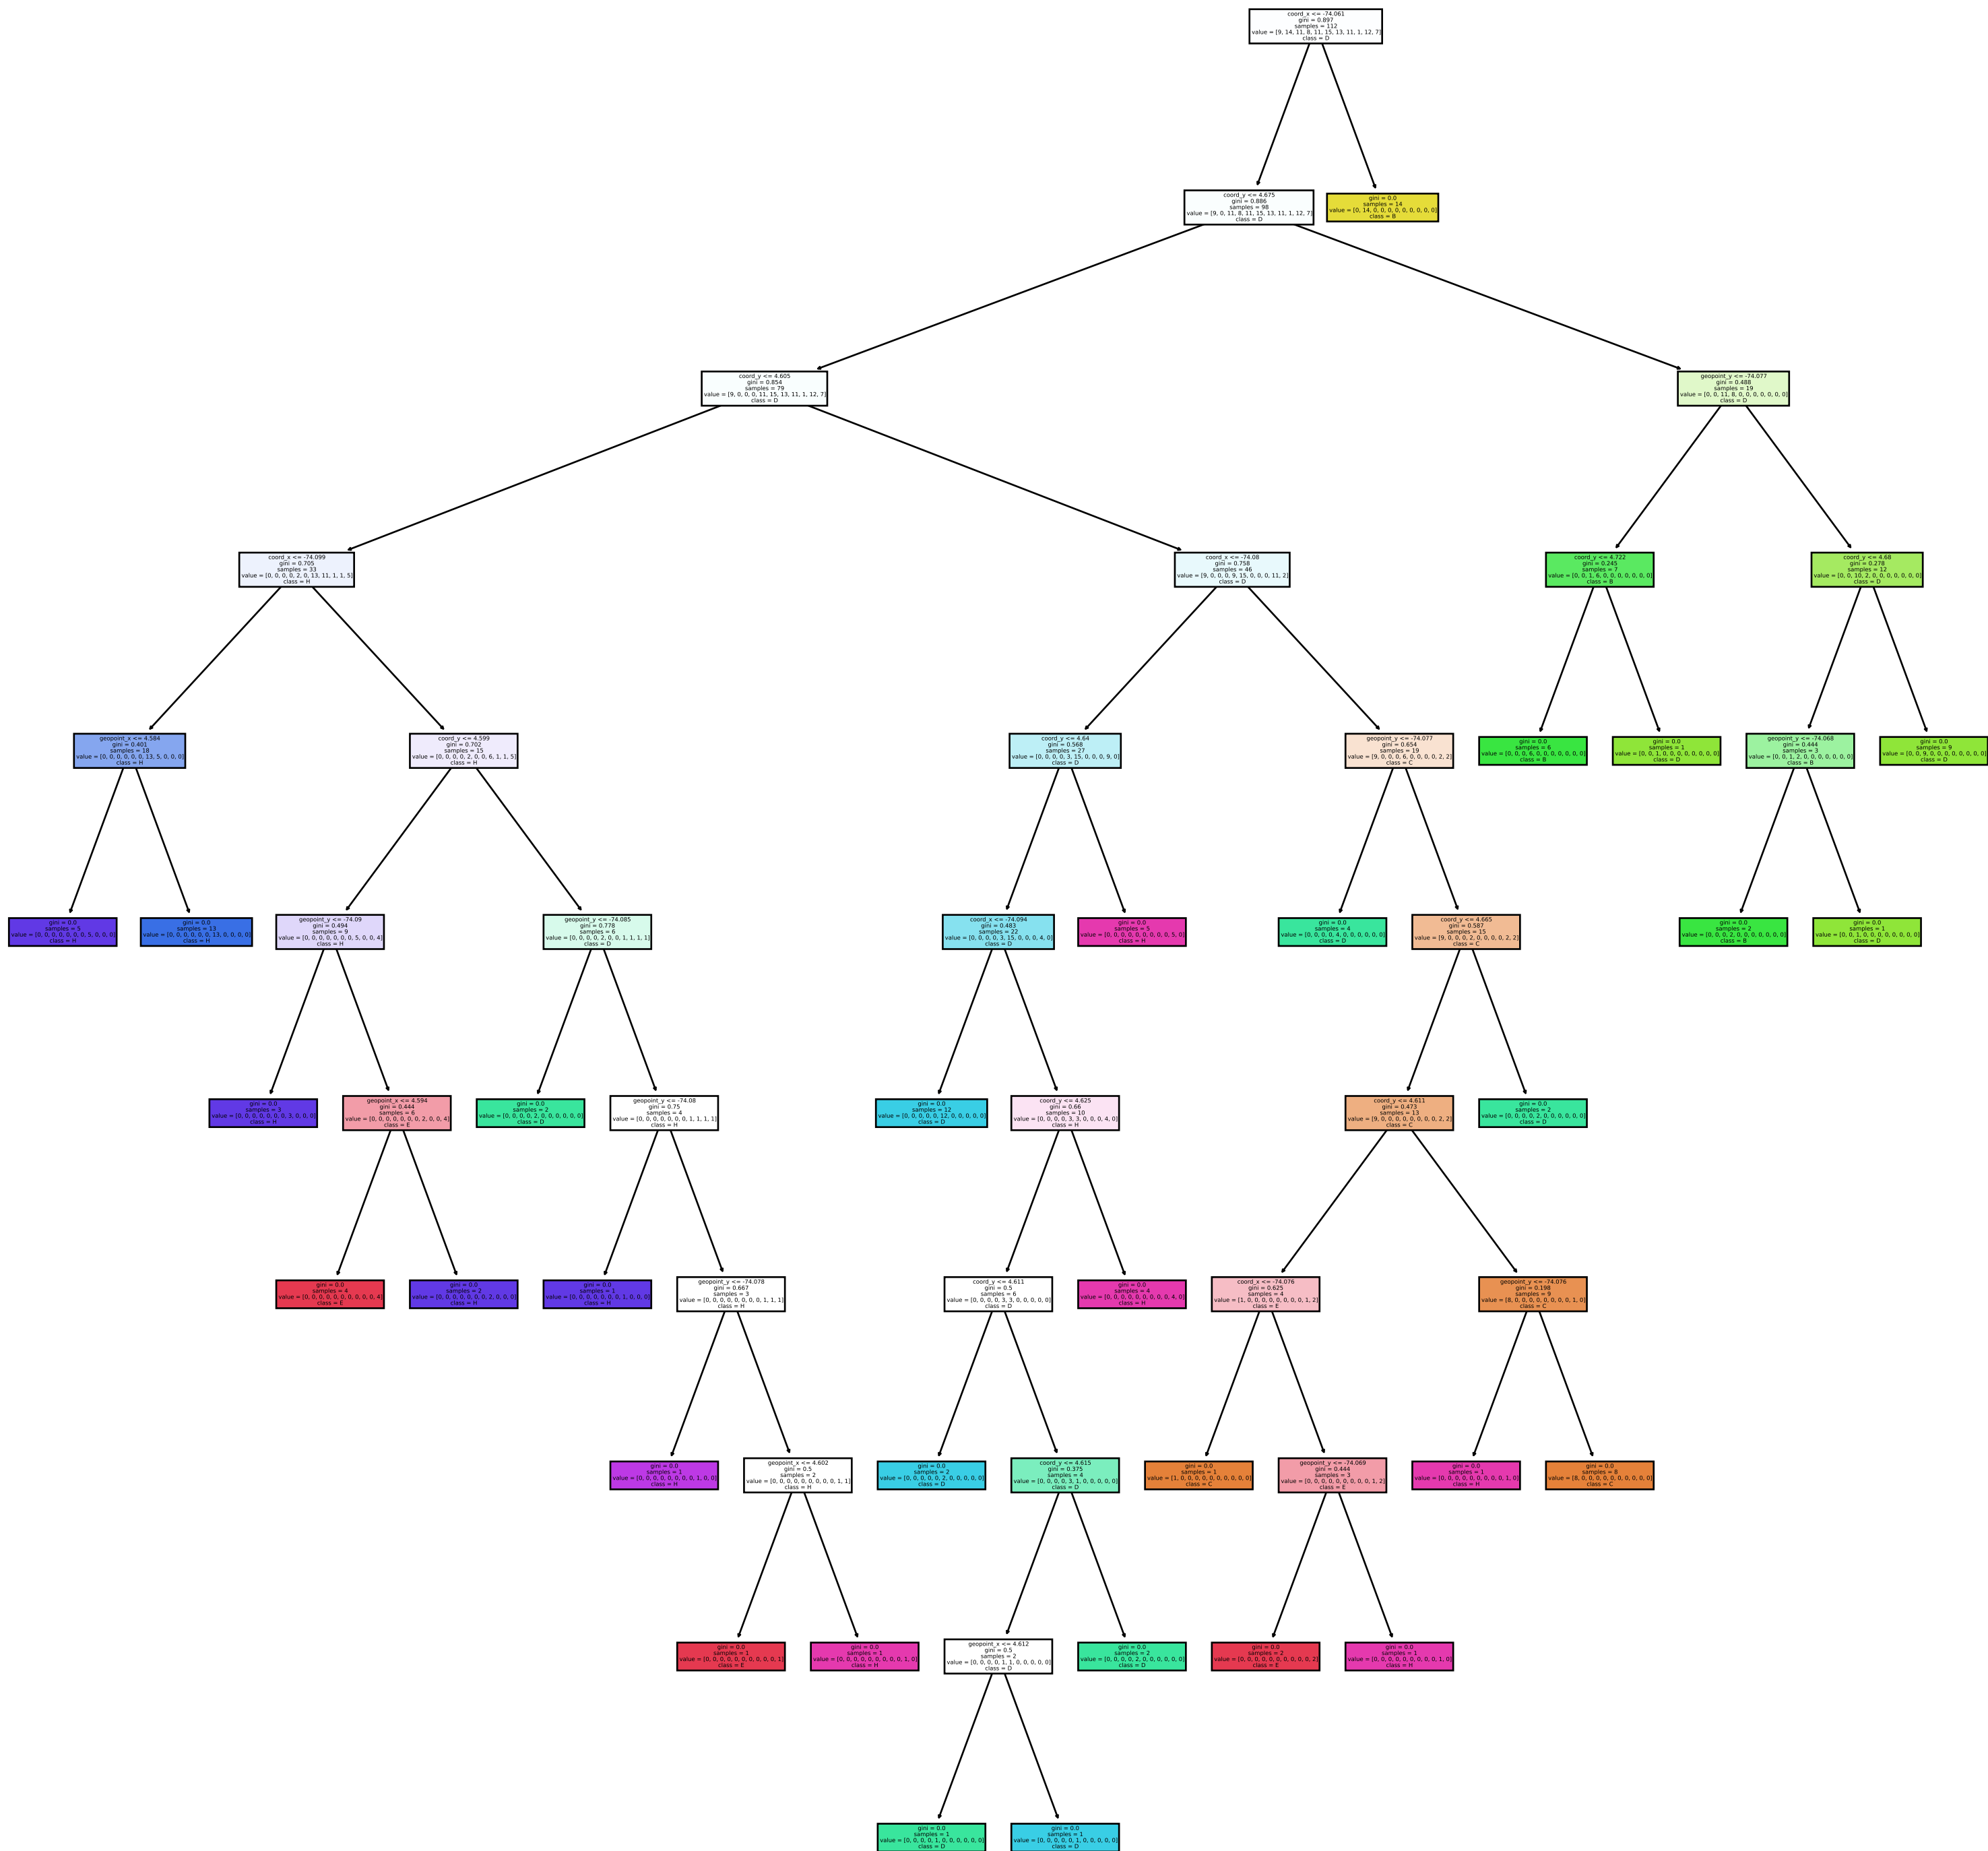 coord_x <= -74.061
gini = 0.897
samples = 112
value = [9, 14, 11, 8, 11, 15, 13, 11, 1, 12, 7]
class = D
coord_y <= 4.675
gini = 0.886
samples = 98
value = [9, 0, 11, 8, 11, 15, 13, 11, 1, 12, 7]
class = D
gini = 0.0
samples = 14
value = [0, 14, 0, 0, 0, 0, 0, 0, 0, 0, 0]
class = B
coord_y <= 4.605
gini = 0.854
samples = 79
value = [9, 0, 0, 0, 11, 15, 13, 11, 1, 12, 7]
class = D
geopoint_y <= -74.077
gini = 0.488
samples = 19
value = [0, 0, 11, 8, 0, 0, 0, 0, 0, 0, 0]
class = D
coord_x <= -74.099
gini = 0.705
samples = 33
value = [0, 0, 0, 0, 2, 0, 13, 11, 1, 1, 5]
class = H
coord_x <= -74.08
gini = 0.758
samples = 46
value = [9, 0, 0, 0, 9, 15, 0, 0, 0, 11, 2]
class = D
coord_y <= 4.722
gini = 0.245
samples = 7
value = [0, 0, 1, 6, 0, 0, 0, 0, 0, 0, 0]
class = B
coord_y <= 4.68
gini = 0.278
samples = 12
value = [0, 0, 10, 2, 0, 0, 0, 0, 0, 0, 0]
class = D
geopoint_x <= 4.584
gini = 0.401
samples = 18
value = [0, 0, 0, 0, 0, 0, 13, 5, 0, 0, 0]
class = H
coord_y <= 4.599
gini = 0.702
samples = 15
value = [0, 0, 0, 0, 2, 0, 0, 6, 1, 1, 5]
class = H
coord_y <= 4.64
gini = 0.568
samples = 27
value = [0, 0, 0, 0, 3, 15, 0, 0, 0, 9, 0]
class = D
geopoint_y <= -74.077
gini = 0.654
samples = 19
value = [9, 0, 0, 0, 6, 0, 0, 0, 0, 2, 2]
class = C
gini = 0.0
samples = 6
value = [0, 0, 0, 6, 0, 0, 0, 0, 0, 0, 0]
class = B
gini = 0.0
samples = 1
value = [0, 0, 1, 0, 0, 0, 0, 0, 0, 0, 0]
class = D
geopoint_y <= -74.068
gini = 0.444
samples = 3
value = [0, 0, 1, 2, 0, 0, 0, 0, 0, 0, 0]
class = B
gini = 0.0
samples = 9
value = [0, 0, 9, 0, 0, 0, 0, 0, 0, 0, 0]
class = D
gini = 0.0
samples = 5
value = [0, 0, 0, 0, 0, 0, 0, 5, 0, 0, 0]
class = H
gini = 0.0
samples = 13
value = [0, 0, 0, 0, 0, 0, 13, 0, 0, 0, 0]
class = H
geopoint_y <= -74.09
gini = 0.494
samples = 9
value = [0, 0, 0, 0, 0, 0, 0, 5, 0, 0, 4]
class = H
geopoint_y <= -74.085
gini = 0.778
samples = 6
value = [0, 0, 0, 0, 2, 0, 0, 1, 1, 1, 1]
class = D
coord_x <= -74.094
gini = 0.483
samples = 22
value = [0, 0, 0, 0, 3, 15, 0, 0, 0, 4, 0]
class = D
gini = 0.0
samples = 5
value = [0, 0, 0, 0, 0, 0, 0, 0, 0, 5, 0]
class = H
gini = 0.0
samples = 4
value = [0, 0, 0, 0, 4, 0, 0, 0, 0, 0, 0]
class = D
coord_y <= 4.665
gini = 0.587
samples = 15
value = [9, 0, 0, 0, 2, 0, 0, 0, 0, 2, 2]
class = C
gini = 0.0
samples = 2
value = [0, 0, 0, 2, 0, 0, 0, 0, 0, 0, 0]
class = B
gini = 0.0
samples = 1
value = [0, 0, 1, 0, 0, 0, 0, 0, 0, 0, 0]
class = D
gini = 0.0
samples = 3
value = [0, 0, 0, 0, 0, 0, 0, 3, 0, 0, 0]
class = H
geopoint_x <= 4.594
gini = 0.444
samples = 6
value = [0, 0, 0, 0, 0, 0, 0, 2, 0, 0, 4]
class = E
gini = 0.0
samples = 2
value = [0, 0, 0, 0, 2, 0, 0, 0, 0, 0, 0]
class = D
geopoint_y <= -74.08
gini = 0.75
samples = 4
value = [0, 0, 0, 0, 0, 0, 0, 1, 1, 1, 1]
class = H
gini = 0.0
samples = 12
value = [0, 0, 0, 0, 0, 12, 0, 0, 0, 0, 0]
class = D
coord_y <= 4.625
gini = 0.66
samples = 10
value = [0, 0, 0, 0, 3, 3, 0, 0, 0, 4, 0]
class = H
coord_y <= 4.611
gini = 0.473
samples = 13
value = [9, 0, 0, 0, 0, 0, 0, 0, 0, 2, 2]
class = C
gini = 0.0
samples = 2
value = [0, 0, 0, 0, 2, 0, 0, 0, 0, 0, 0]
class = D
gini = 0.0
samples = 4
value = [0, 0, 0, 0, 0, 0, 0, 0, 0, 0, 4]
class = E
gini = 0.0
samples = 2
value = [0, 0, 0, 0, 0, 0, 0, 2, 0, 0, 0]
class = H
gini = 0.0
samples = 1
value = [0, 0, 0, 0, 0, 0, 0, 1, 0, 0, 0]
class = H
geopoint_y <= -74.078
gini = 0.667
samples = 3
value = [0, 0, 0, 0, 0, 0, 0, 0, 1, 1, 1]
class = H
coord_y <= 4.611
gini = 0.5
samples = 6
value = [0, 0, 0, 0, 3, 3, 0, 0, 0, 0, 0]
class = D
gini = 0.0
samples = 4
value = [0, 0, 0, 0, 0, 0, 0, 0, 0, 4, 0]
class = H
coord_x <= -74.076
gini = 0.625
samples = 4
value = [1, 0, 0, 0, 0, 0, 0, 0, 0, 1, 2]
class = E
geopoint_y <= -74.076
gini = 0.198
samples = 9
value = [8, 0, 0, 0, 0, 0, 0, 0, 0, 1, 0]
class = C
gini = 0.0
samples = 1
value = [0, 0, 0, 0, 0, 0, 0, 0, 1, 0, 0]
class = H
geopoint_x <= 4.602
gini = 0.5
samples = 2
value = [0, 0, 0, 0, 0, 0, 0, 0, 0, 1, 1]
class = H
gini = 0.0
samples = 2
value = [0, 0, 0, 0, 0, 2, 0, 0, 0, 0, 0]
class = D
coord_y <= 4.615
gini = 0.375
samples = 4
value = [0, 0, 0, 0, 3, 1, 0, 0, 0, 0, 0]
class = D
gini = 0.0
samples = 1
value = [1, 0, 0, 0, 0, 0, 0, 0, 0, 0, 0]
class = C
geopoint_y <= -74.069
gini = 0.444
samples = 3
value = [0, 0, 0, 0, 0, 0, 0, 0, 0, 1, 2]
class = E
gini = 0.0
samples = 1
value = [0, 0, 0, 0, 0, 0, 0, 0, 0, 1, 0]
class = H
gini = 0.0
samples = 8
value = [8, 0, 0, 0, 0, 0, 0, 0, 0, 0, 0]
class = C
gini = 0.0
samples = 1
value = [0, 0, 0, 0, 0, 0, 0, 0, 0, 0, 1]
class = E
gini = 0.0
samples = 1
value = [0, 0, 0, 0, 0, 0, 0, 0, 0, 1, 0]
class = H
geopoint_x <= 4.612
gini = 0.5
samples = 2
value = [0, 0, 0, 0, 1, 1, 0, 0, 0, 0, 0]
class = D
gini = 0.0
samples = 2
value = [0, 0, 0, 0, 2, 0, 0, 0, 0, 0, 0]
class = D
gini = 0.0
samples = 2
value = [0, 0, 0, 0, 0, 0, 0, 0, 0, 0, 2]
class = E
gini = 0.0
samples = 1
value = [0, 0, 0, 0, 0, 0, 0, 0, 0, 1, 0]
class = H
gini = 0.0
samples = 1
value = [0, 0, 0, 0, 1, 0, 0, 0, 0, 0, 0]
class = D
gini = 0.0
samples = 1
value = [0, 0, 0, 0, 0, 1, 0, 0, 0, 0, 0]
class = D